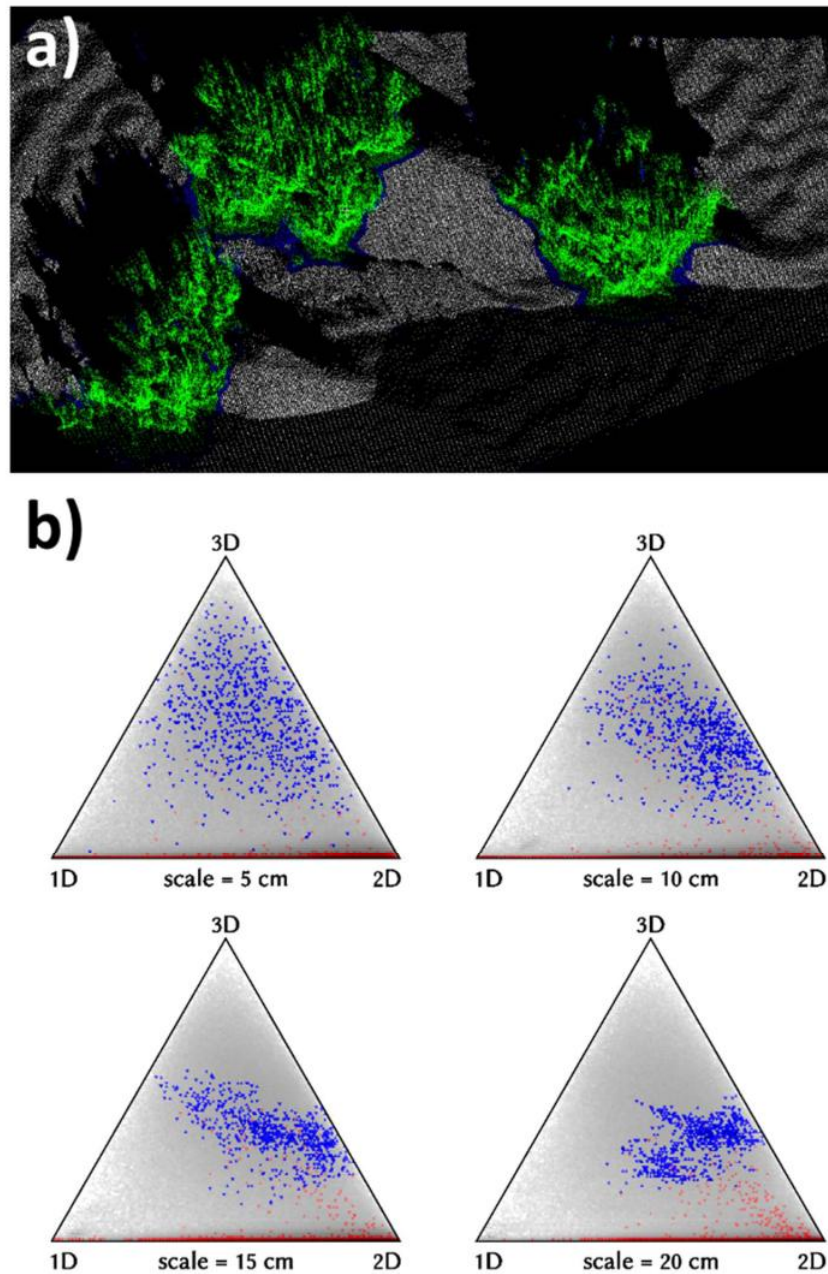 a)
b)
3D
3D
1D scale = 5 cm 2D
1D scale = 10 cm 2D
3D
3D
1D scale = 15 cm 2D
1D scale = 20 cm 2D